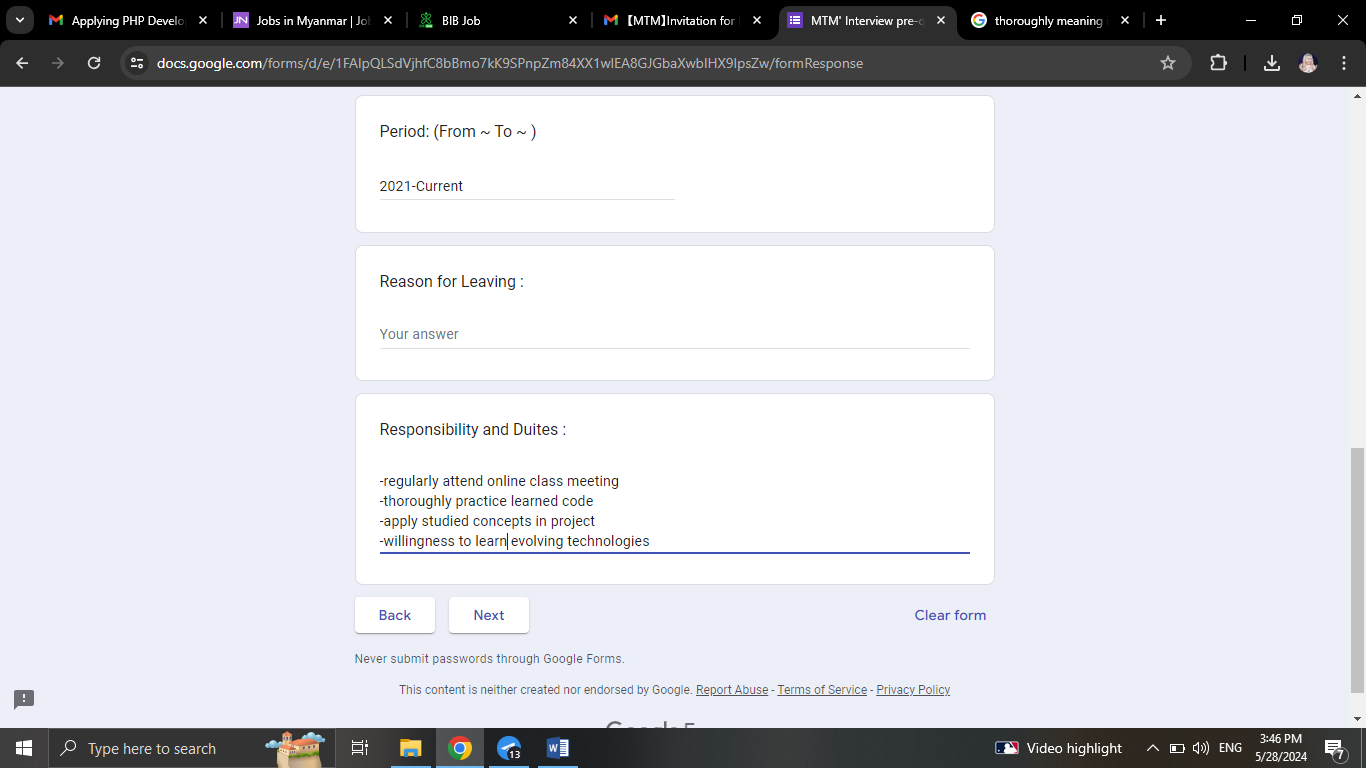 Applying PHP Develo
Jobs in Myanmar | Jo
BIB Job
【MTM】Invitation for
MTM' Interview pre-q
thoroughly meaning
docs.google.com/forms/d/e/1FAIpQLSdVjhfC8bBmo7kK9SPnpZm84XX1wIEA8GJGbaXwbIHX9IpsZw/formResponse
Period: (From ~ To ~ )
2021-Current
Reason for Leaving :
Your answer
Responsibility and Duites :
-regularly attend online class meeting
-thoroughly practice learned code
-apply studied concepts in project
-willingness to learn evolving technologies
Back
Next
Clear form
Never submit passwords through Google Forms.
This content is neither created nor endorsed by Google. Report Abuse - Terms of Service - Privacy Policy
Type here to search
13
Video highlight
ENG
3:46 PM
5/28/2024
7